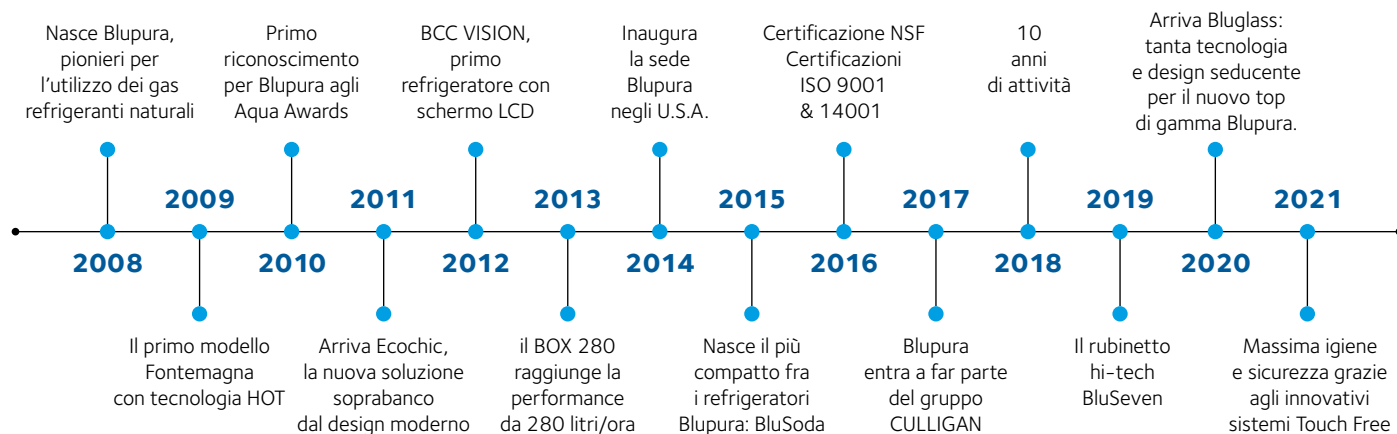 Nasce Blupura,
pionieri per
l'utilizzo dei gas
refrigeranti naturali
2008
2009
Il primo modello
Fontemagna
con tecnologia HOT
Primo
riconoscimento
per Blupura agli
Aqua Awards
2010
2011
Arriva Ecochic,
la nuova soluzione
soprabanco
dal design moderno
BCC VISION,
primo
refrigeratore con
schermo LCD
2012
2013
il BOX 280
raggiunge la
performance
da 280 litri/ora
Inaugura
la sede
Blupura
negli U.S.A.
2014
2015
Nasce il più
compatto fra
i refrigeratori
Blupura: BluSoda
Certificazione NSF
Certificazioni
ISO 9001
& 14001
2016
2017
Blupura
entra a far parte
del gruppo
CULLIGAN
10
anni
di attività
2018
2019
Il rubinetto
hi-tech
BluSeven
Arriva Bluglass:
tanta tecnologia
e design seducente
per il nuovo top
di gamma Blupura.
2020
2021
Massima igiene
e sicurezza grazie
agli innovativi
sistemi Touch Free